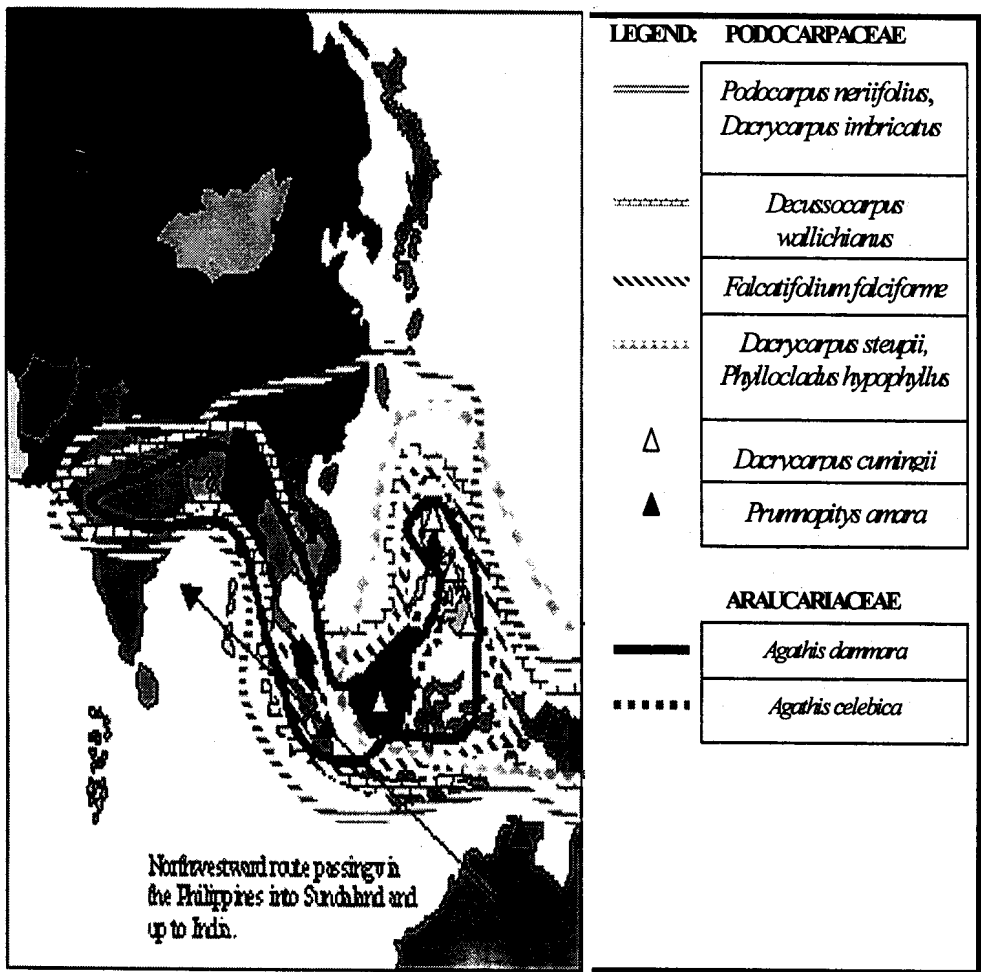 LEGEND: PODOCARPACEAE
Podocarpus neriifolius,
Dacrycarpus imbricatus
Decussocarpus
wallichianus
Falcatifolium falciforme
Dacrycarpus steupii,
Phyllocladus hypophyllus
Dacrycarpus cumingii
Prumnopitys amara
ARAUCARIACEAE
Agathis dammara
Agathis celebica
Northwestward route passing in
the Philippines into Sundaland and
up to India.